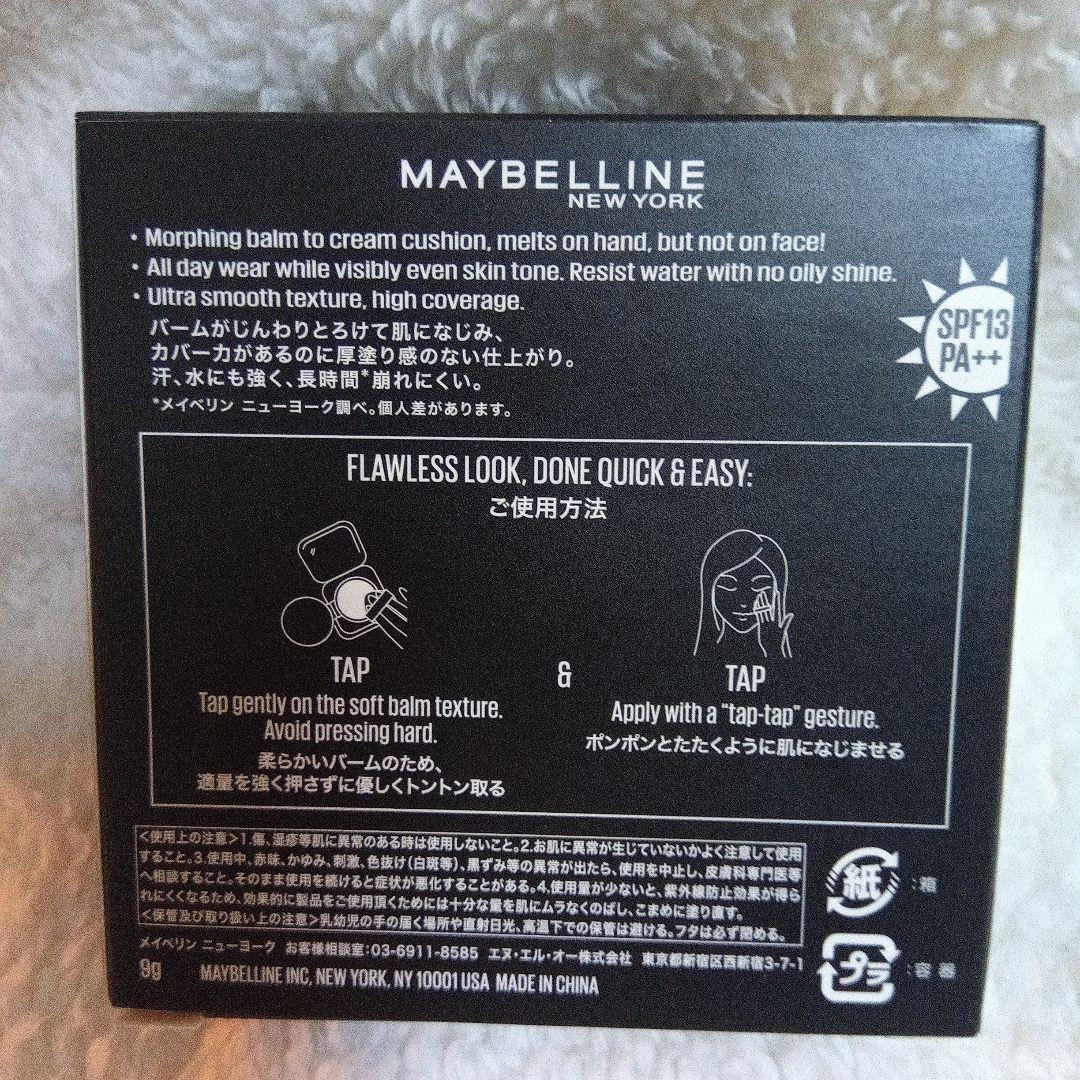 MAYBELLINE
NEW YORK
• Morphing balm to cream cushion, melts on hand, but not on face!
• All day wear while visibly even skin tone. Resist water with no oily shine.
• Ultra smooth texture, high coverage.
バームがじんわりとろけて肌になじみ、
カバー力があるのに厚塗り感のない仕上がり。
汗、水にも強く、長時間*崩れにくい。
*メイベリン ニューヨーク調べ。個人差があります。
SPF13
PA++
FLAWLESS LOOK, DONE QUICK & EASY:
ご使用方法
TAP
Tap gently on the soft balm texture.
Avoid pressing hard.
柔らかいバームのため、
適量を強く押さずに優しくトントン取る
&
TAP
Apply with a "tap-tap" gesture.
ポンポンとたたくように肌になじませる
<使用上の注意>1.傷、湿疹等肌に異常のある時は使用しないこと。2.お肌に異常が生じていないかよく注意して使用
すること。3.使用中、赤味、かゆみ、刺激、色抜け(白斑等)、黒ずみ等の異常が出たら、使用を中止し、皮膚科専門医等
へ相談すること。そのまま使用を続けると症状が悪化することがある。4.使用量が少ないと、紫外線防止効果が得ら
れにくくなるため、効果的に製品をご使用頂くためには十分な量を肌にムラなくのばし、こまめに塗り直す。
<保管及び取り扱い上の注意>乳幼児の手の届く場所や直射日光、高温下での保管は避ける。フタは必ず閉める。
メイベリン ニューヨーク お客様相談室:03-6911-8585 エヌ・エル・オー株式会社 東京都新宿区西新宿3-7-1
9g MAYBELLINE INC, NEW YORK, NY 10001 USA MADE IN CHINA
紙 :箱
プラ :容器